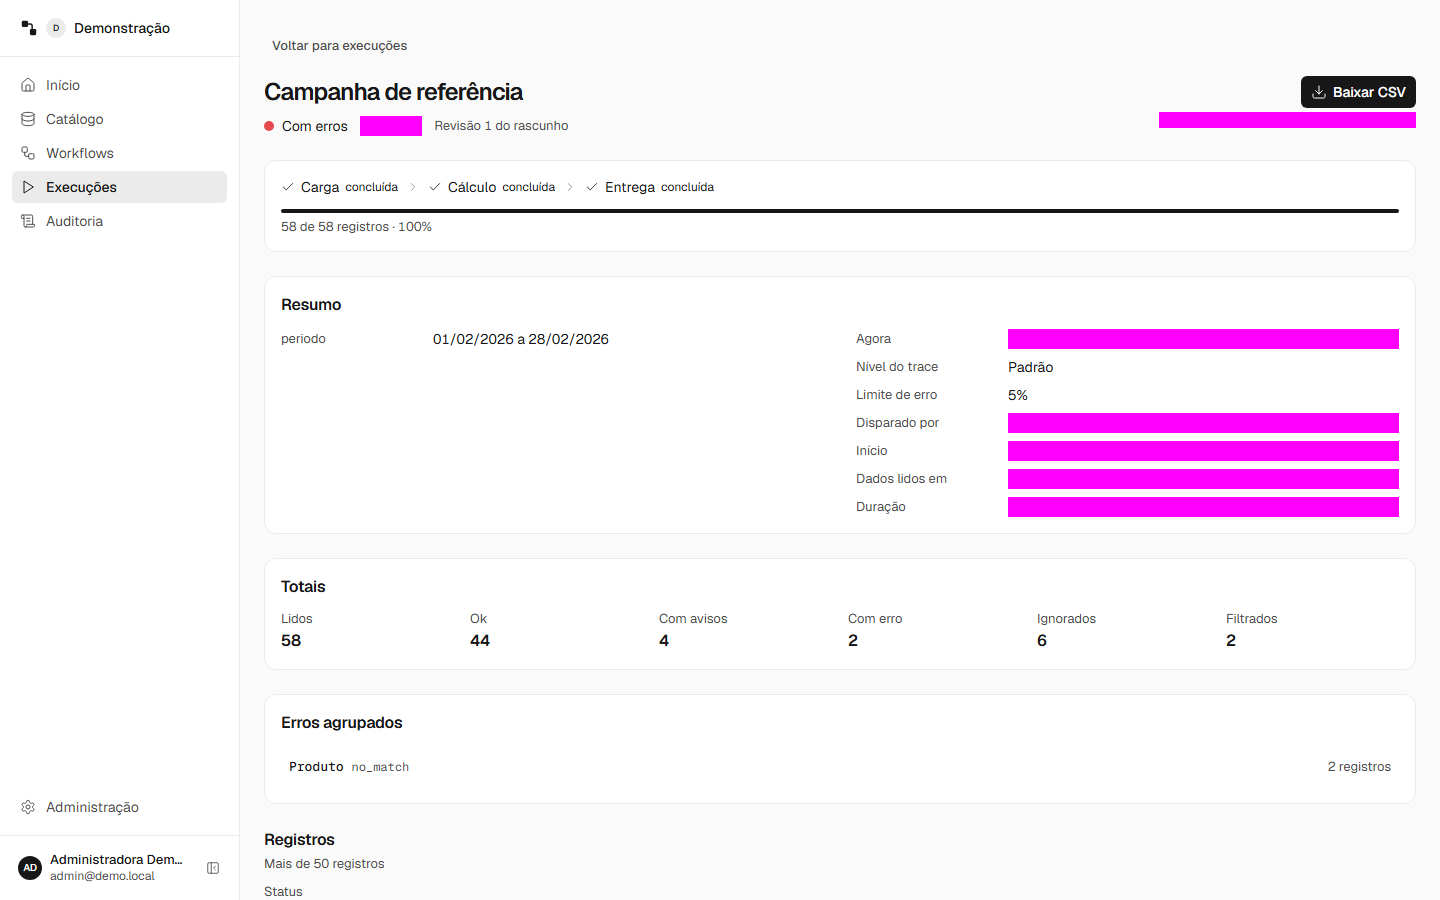 D Demonstração
Início
Catálogo
Workflows
Execuções
Auditoria
Administração
AD Administradora Dem...
admin@demo.local
Voltar para execuções
Campanha de referência
Baixar CSV
Com erros Revisão 1 do rascunho
Carga concluída Cálculo concluída Entrega concluída
58 de 58 registros · 100%
Resumo
periodo 01/02/2026 a 28/02/2026
Agora
Nível do trace Padrão
Limite de erro 5%
Disparado por
Início
Dados lidos em
Duração
Totais
Lidos Ok Com avisos Com erro Ignorados Filtrados
58 44 4 2 6 2
Erros agrupados
Produto no_match 2 registros
Registros
Mais de 50 registros
Status